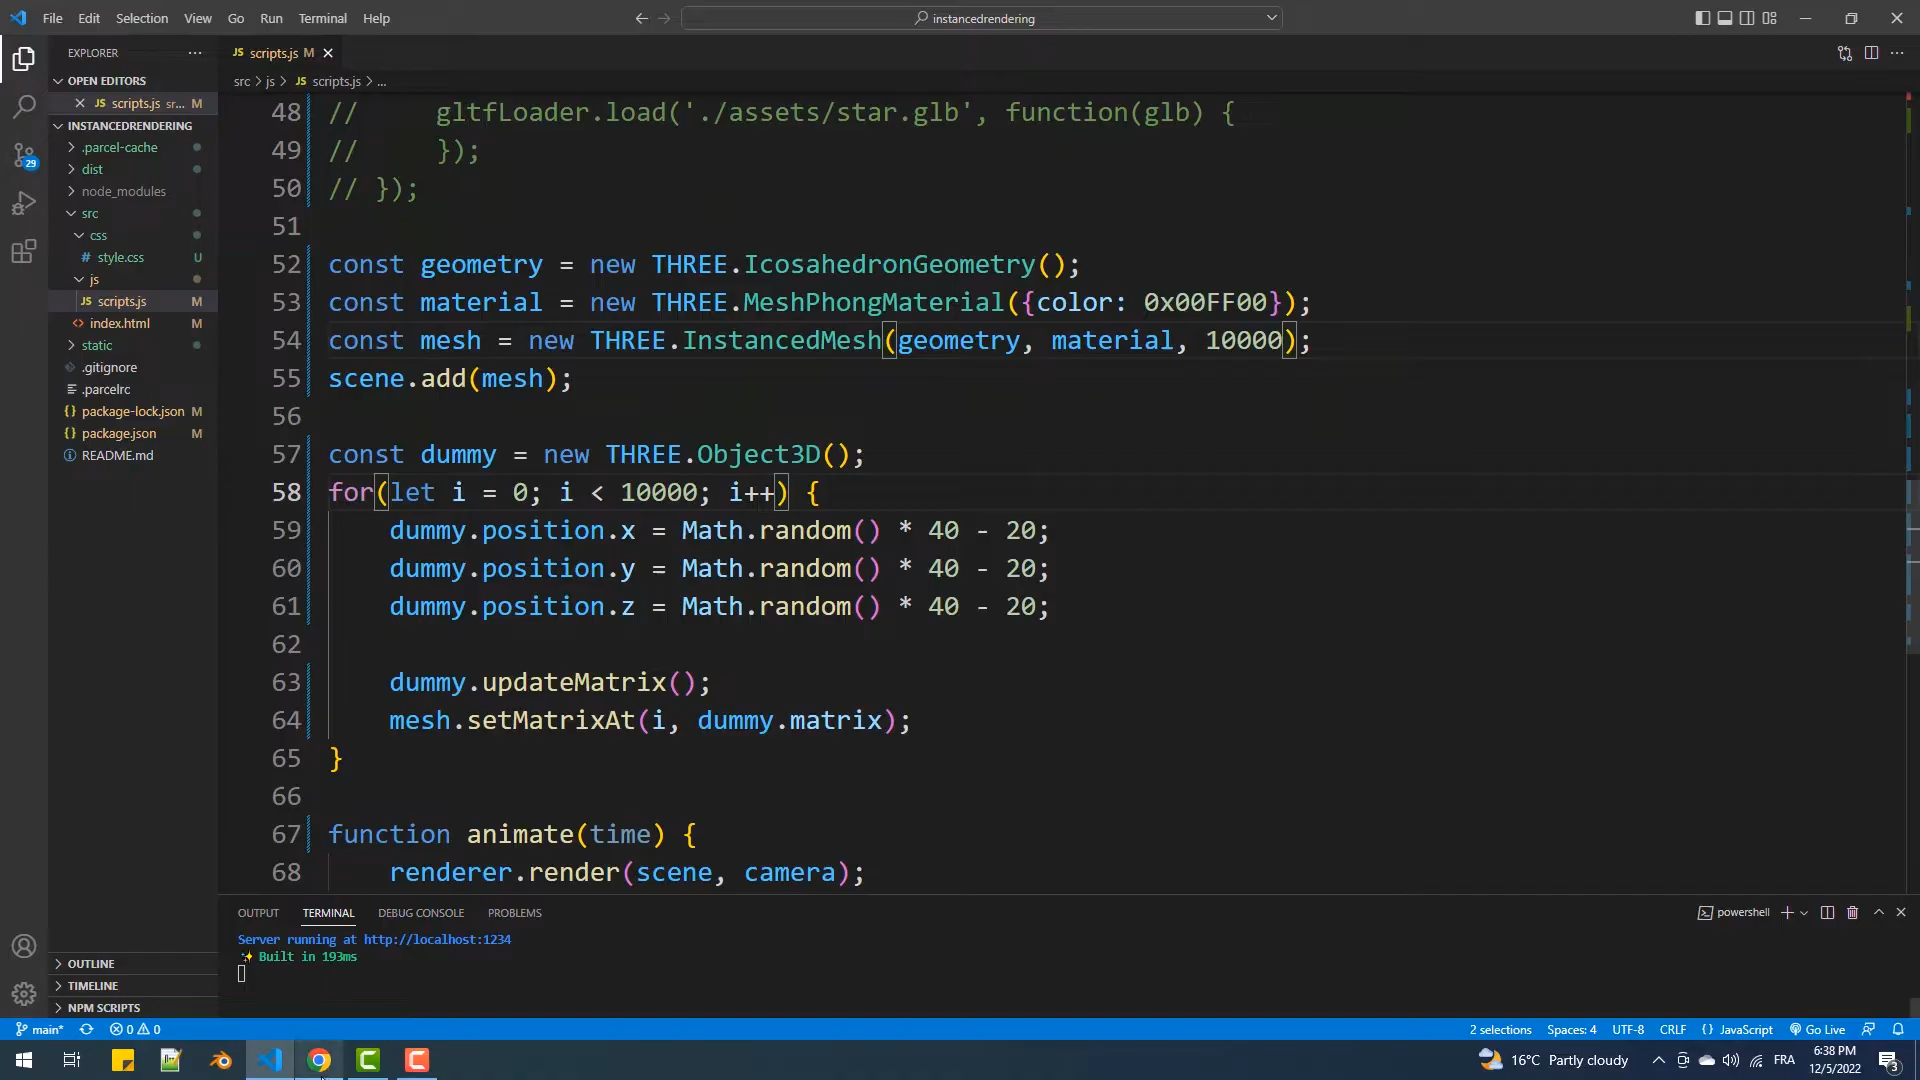 File Edit Selection View Go Run Terminal Help
instancedrendering
EXPLORER
scripts.js M
OPEN EDITORS
src > js > JS scripts.js > ...
JS scripts.js sr... M
INSTANCEDRENDERING
.parcel-cache
dist
node_modules
src
css
# style.css U
js
JS scripts.js M
<> index.html M
static
.gitignore
.parcelrc
{} package-lock.json M
{} package.json M
README.md
29
48 //     gltfLoader.load('./assets/star.glb', function(glb) {
49 //     });
50 // });
51
52 const geometry = new THREE.IcosahedronGeometry();
53 const material = new THREE.MeshPhongMaterial({color: 0x00FF00});
54 const mesh = new THREE.InstancedMesh(geometry, material, 10000);
55 scene.add(mesh);
56
57 const dummy = new THREE.Object3D();
58 for(let i = 0; i < 10000; i++) {
59     dummy.position.x = Math.random() * 40 - 20;
60     dummy.position.y = Math.random() * 40 - 20;
61     dummy.position.z = Math.random() * 40 - 20;
62
63     dummy.updateMatrix();
64     mesh.setMatrixAt(i, dummy.matrix);
65 }
66
67 function animate(time) {
68     renderer.render(scene, camera);
OUTPUT TERMINAL DEBUG CONSOLE PROBLEMS
powershell
Server running at http://localhost:1234
✨ Built in 193ms
OUTLINE
TIMELINE
NPM SCRIPTS
main* 0 0
2 selections Spaces: 4 UTF-8 CRLF {} JavaScript Go Live
16°C Partly cloudy
FRA
6:38 PM
12/5/2022
3